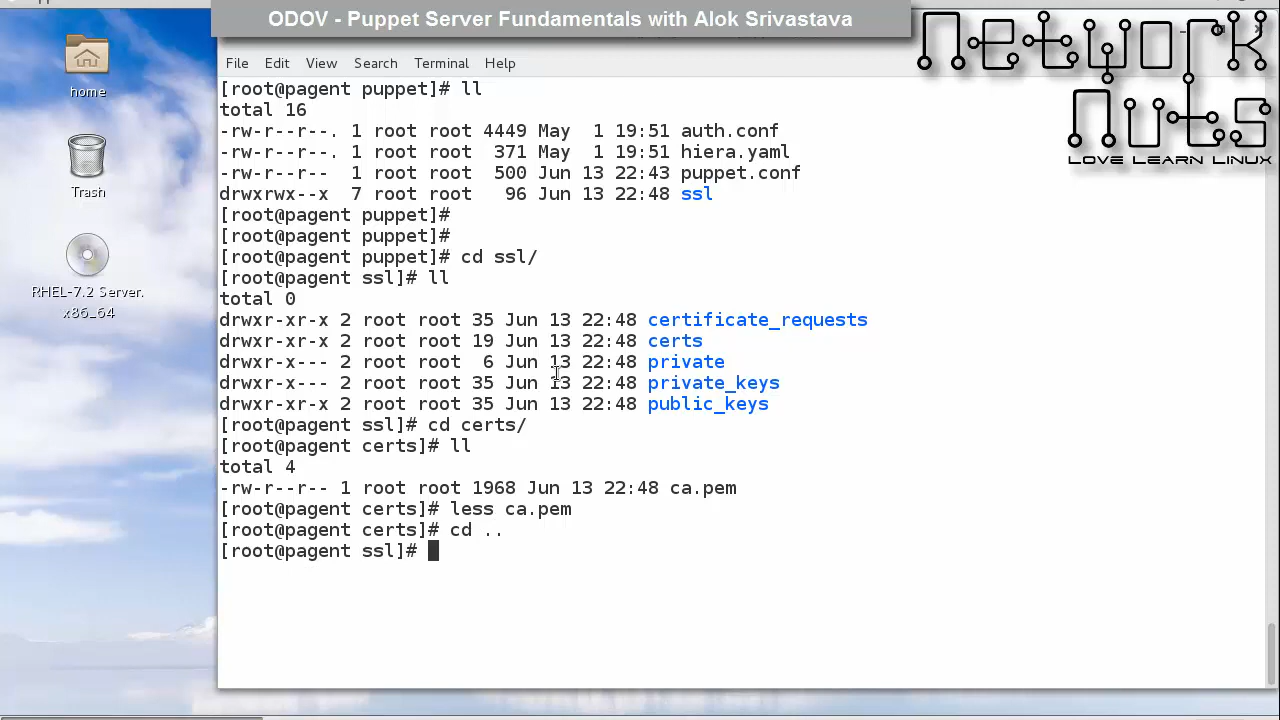 ODOV - Puppet Server Fundamentals with Alok Srivastava
Network
Nuts
LOVE LEARN LINUX
home
Trash
RHEL-7.2 Server.
x86_64
File Edit View Search Terminal Help
[root@pagent puppet]# ll
total 16
-rw-r--r--. 1 root root 4449 May  1 19:51 auth.conf
-rw-r--r--. 1 root root  371 May  1 19:51 hiera.yaml
-rw-r--r--  1 root root  500 Jun 13 22:43 puppet.conf
drwxrwx--x  7 root root   96 Jun 13 22:48 ssl
[root@pagent puppet]#
[root@pagent puppet]#
[root@pagent puppet]# cd ssl/
[root@pagent ssl]# ll
total 0
drwxr-xr-x 2 root root 35 Jun 13 22:48 certificate_requests
drwxr-xr-x 2 root root 19 Jun 13 22:48 certs
drwxr-x--- 2 root root  6 Jun 13 22:48 private
drwxr-x--- 2 root root 35 Jun 13 22:48 private_keys
drwxr-xr-x 2 root root 35 Jun 13 22:48 public_keys
[root@pagent ssl]# cd certs/
[root@pagent certs]# ll
total 4
-rw-r--r-- 1 root root 1968 Jun 13 22:48 ca.pem
[root@pagent certs]# less ca.pem
[root@pagent certs]# cd ..
[root@pagent ssl]#